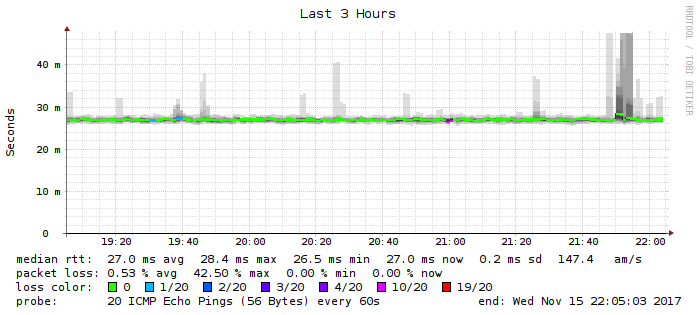 Last 3 Hours
RRDTOOL / TOBI OETIKER
Seconds
40 m
30 m
20 m
10 m
0
19:20 19:40 20:00 20:20 20:40 21:00 21:20 21:40 22:00
median rtt: 27.0 ms avg 28.4 ms max 26.5 ms min 27.0 ms now 0.2 ms sd 147.4 am/s
packet loss: 0.53 % avg 42.50 % max 0.00 % min 0.00 % now
loss color: 0 1/20 2/20 3/20 4/20 10/20 19/20
probe: 20 ICMP Echo Pings (56 Bytes) every 60s end: Wed Nov 15 22:05:03 2017